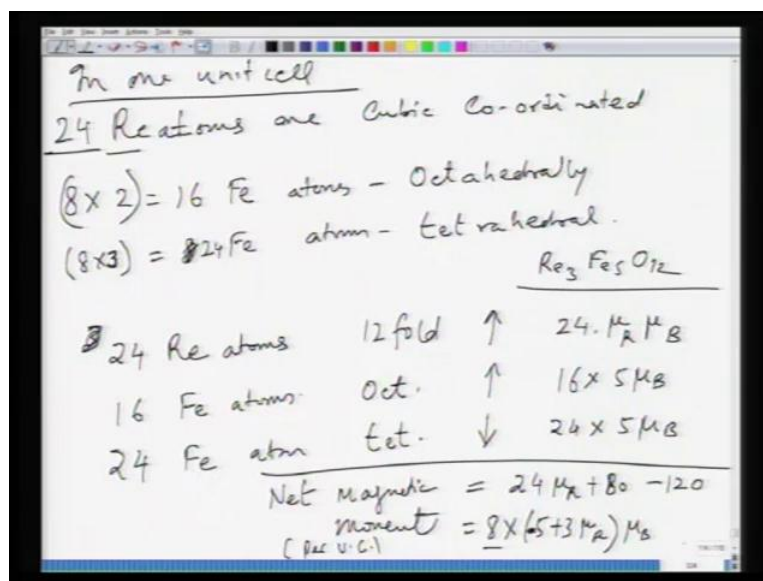 In one unit cell
24 Re atoms are Cubic Co-ordinated
(8 x 2) = 16 Fe atoms - Octahedrally
(8x3) = 24 Fe atom - tetrahedral.
Re3 Fe5 O12
24 Re atoms 12 fold ↑ 24. μR μB
16 Fe atoms. Oct. ↑ 16 x 5 μB
24 Fe atm tet. ↓ 24 x 5 μB
Net magnetic = 24 μR + 80 - 120
moment = 8 x (-5 + 3 μR) μB
(per U.C.)